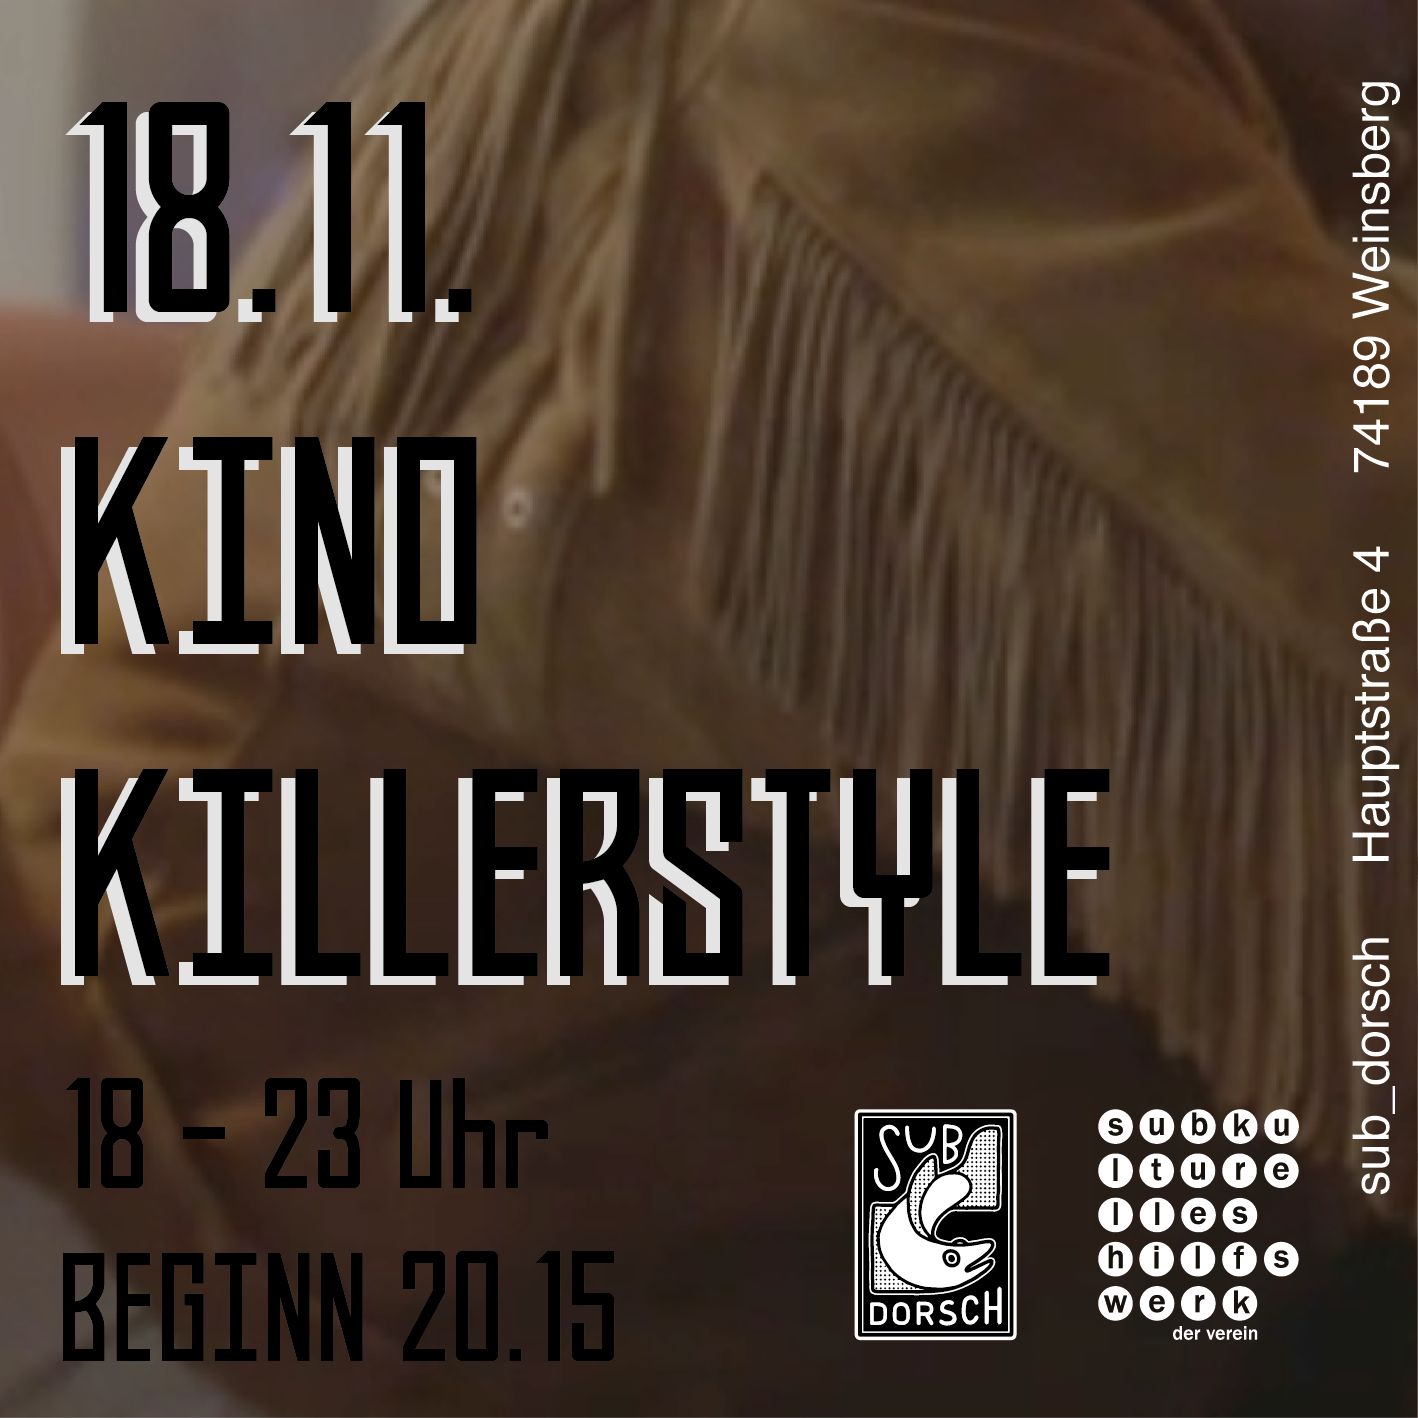 18.11.
KINO
KILLERSTYLE
18 - 23 Uhr
BEGINN 20.15
SUB
DORSCH
subku
lture
lles
hilfs
werk
der verein
sub_dorsch Hauptstraße 4 74189 Weinsberg